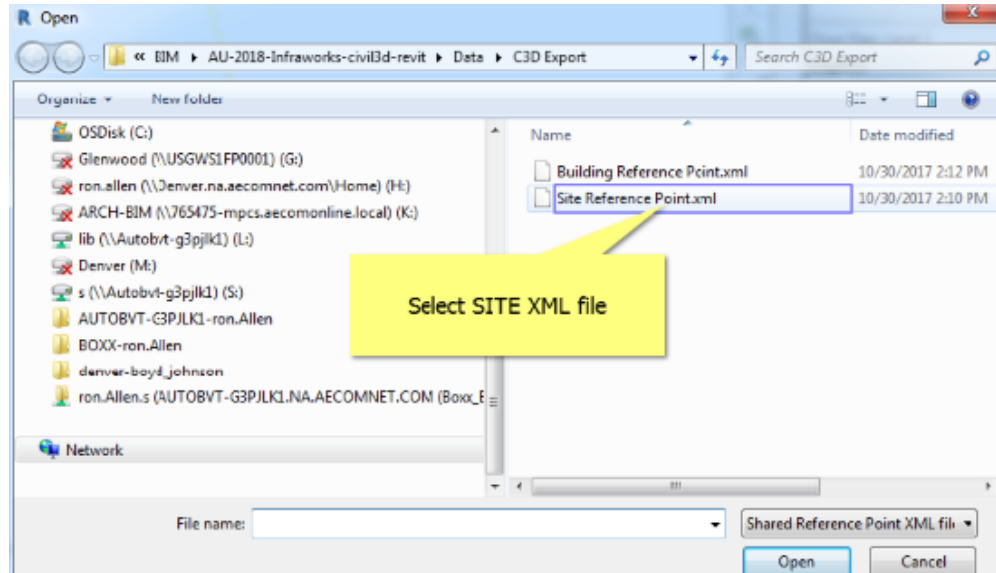 Open
« BIM ▸ AU-2018-Infraworks-civil3d-revit ▸ Data ▸ C3D Export
Search C3D Export
Organize
New folder
OSDisk (C:)
Glenwood (\\USGWS1FP0001) (G:)
ron.allen (\\Denver.na.aecomnet.com\Home) (H:)
ARCH-BIM (\\765475-mpcs.aecomonline.local) (K:)
lib (\\Autobvt-g3pjlk1) (L:)
Denver (M:)
s (\\Autobvt-g3pjlk1) (S:)
AUTOBVT-G3PJLK1-ron.Allen
BOXX-ron.Allen
denver-boyd_johnson
ron.Allen.s (AUTOBVT-G3PJLK1.NA.AECOMNET.COM (Boxx_E
Network
Name
Date modified
Building Reference Point.xml
10/30/2017 2:12 PM
Site Reference Point.xml
10/30/2017 2:10 PM
Select SITE XML file
File name:
Shared Reference Point XML fil
Open
Cancel